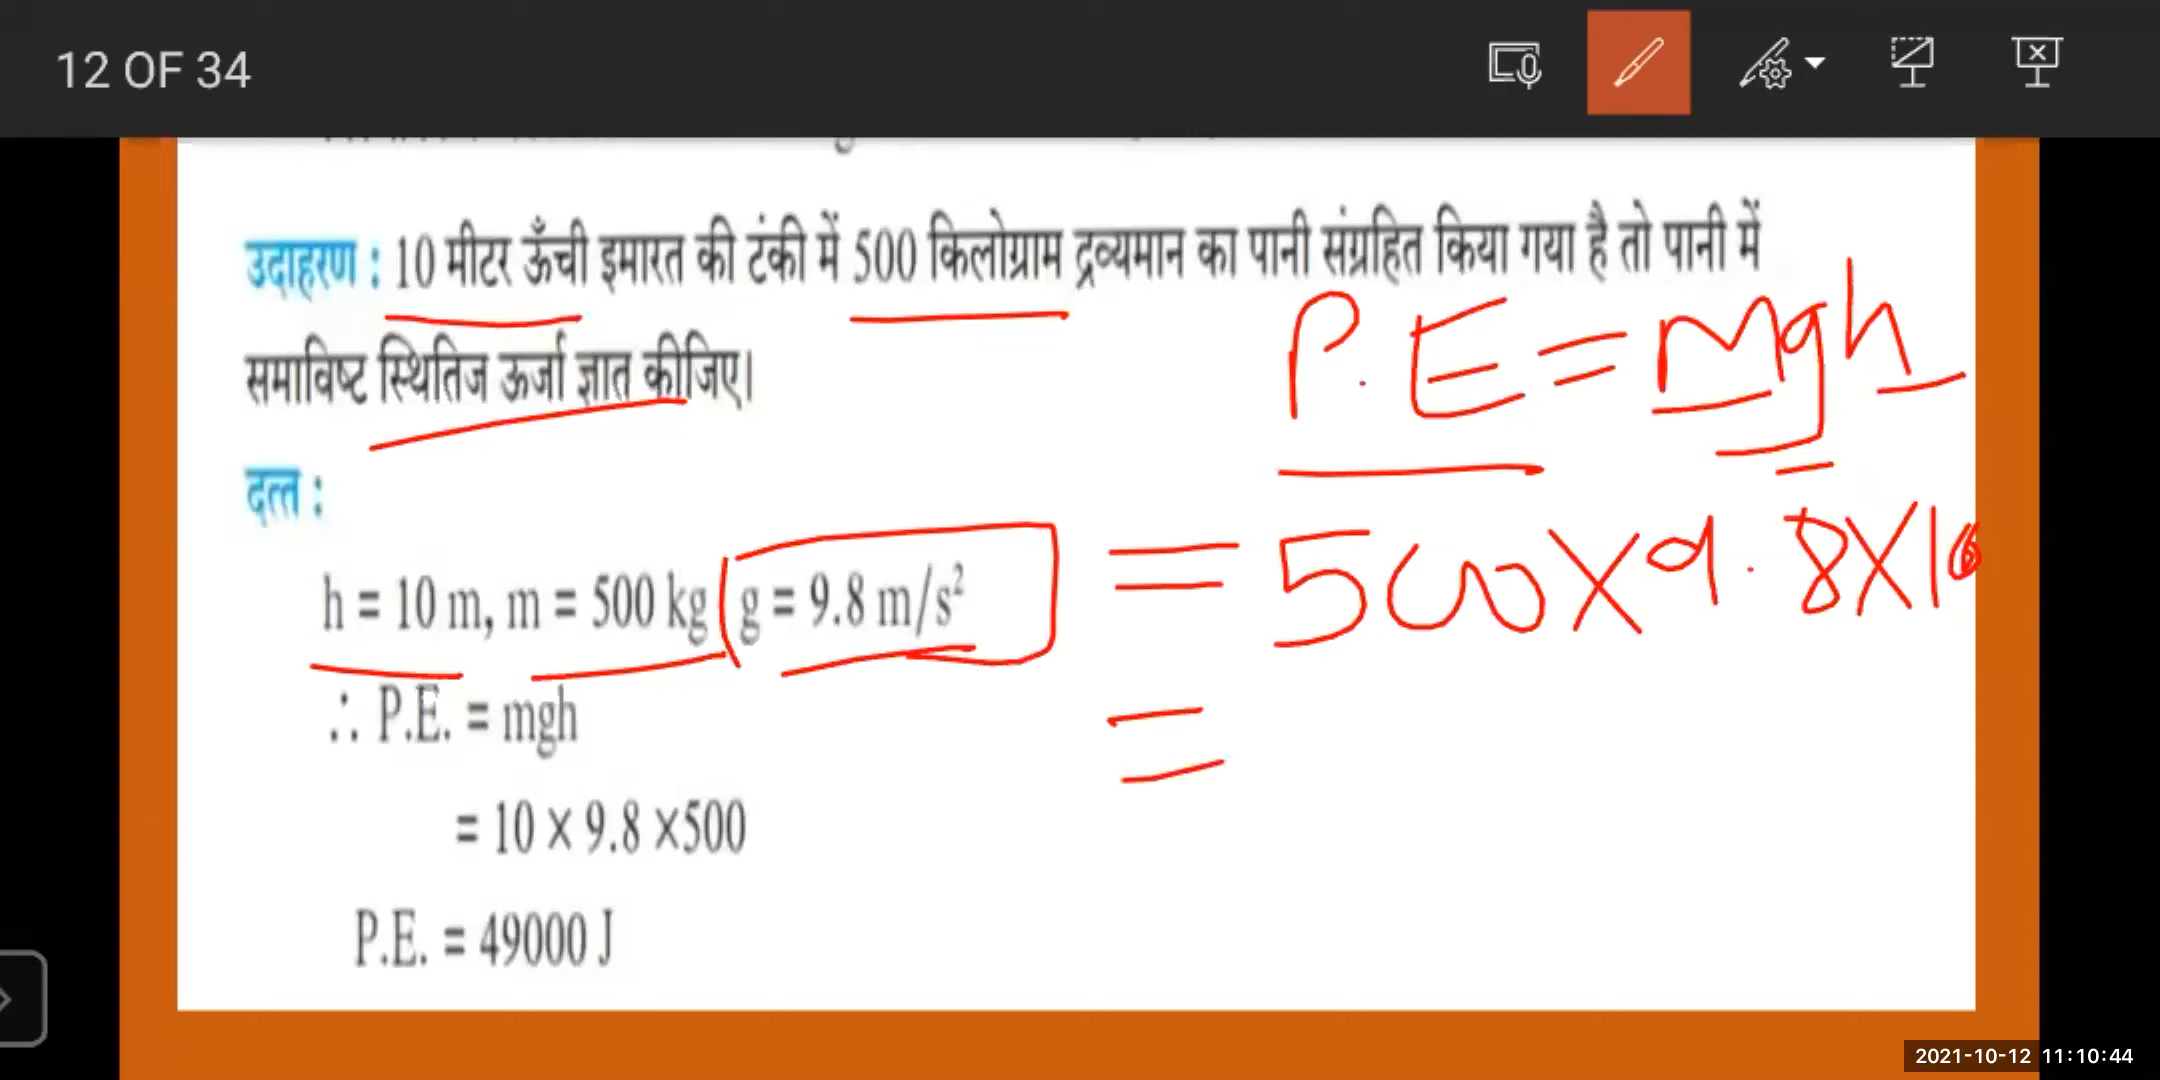 12 OF 34
उदाहरण : 10 मीटर ऊँची इमारत की टंकी में 500 किलोग्राम द्रव्यमान का पानी संग्रहित किया गया है तो पानी में
समाविष्ट स्थितिज ऊर्जा ज्ञात कीजिए।
P.E = mgh
दत्त :
h = 10 m, m = 500 kg g = 9.8 m/s²
= 500 X 9.8 X 10
∴ P.E. = mgh
=
= 10 × 9.8 ×500
P.E. = 49000 J
2021-10-12 11:10:44